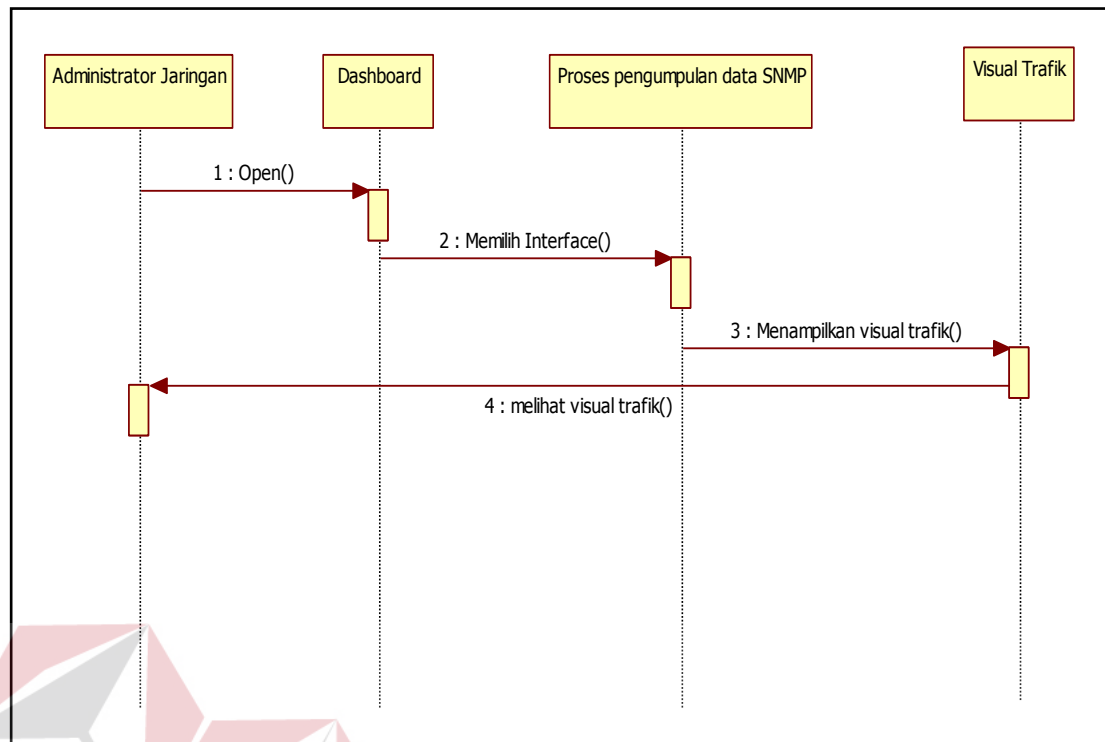 Administrator Jaringan
Dashboard
Proses pengumpulan data SNMP
Visual Trafik
1 : Open()
2 : Memilih Interface()
3 : Menampilkan visual trafik()
4 : melihat visual trafik()